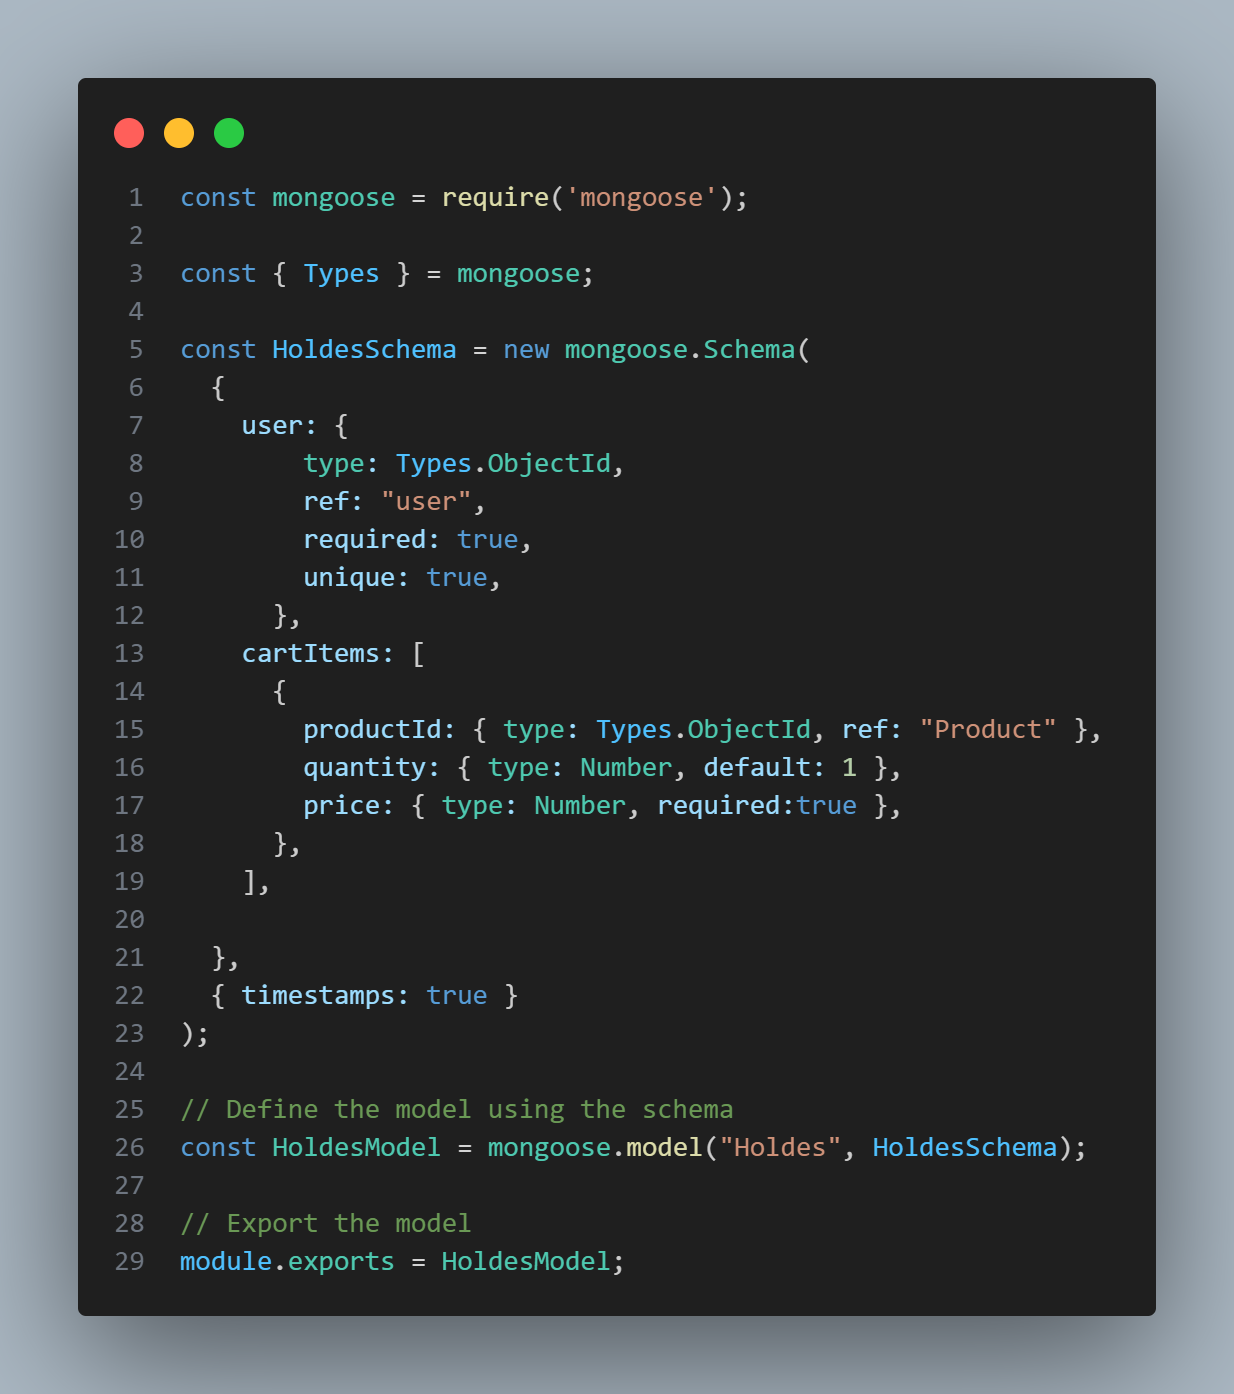 1 const mongoose = require('mongoose');
2
3 const { Types } = mongoose;
4
5 const HoldesSchema = new mongoose.Schema(
6   {
7     user: {
8         type: Types.ObjectId,
9         ref: "user",
10         required: true,
11         unique: true,
12       },
13     cartItems: [
14       {
15         productId: { type: Types.ObjectId, ref: "Product" },
16         quantity: { type: Number, default: 1 },
17         price: { type: Number, required:true },
18       },
19     ],
20
21   },
22   { timestamps: true }
23 );
24
25 // Define the model using the schema
26 const HoldesModel = mongoose.model("Holdes", HoldesSchema);
27
28 // Export the model
29 module.exports = HoldesModel;